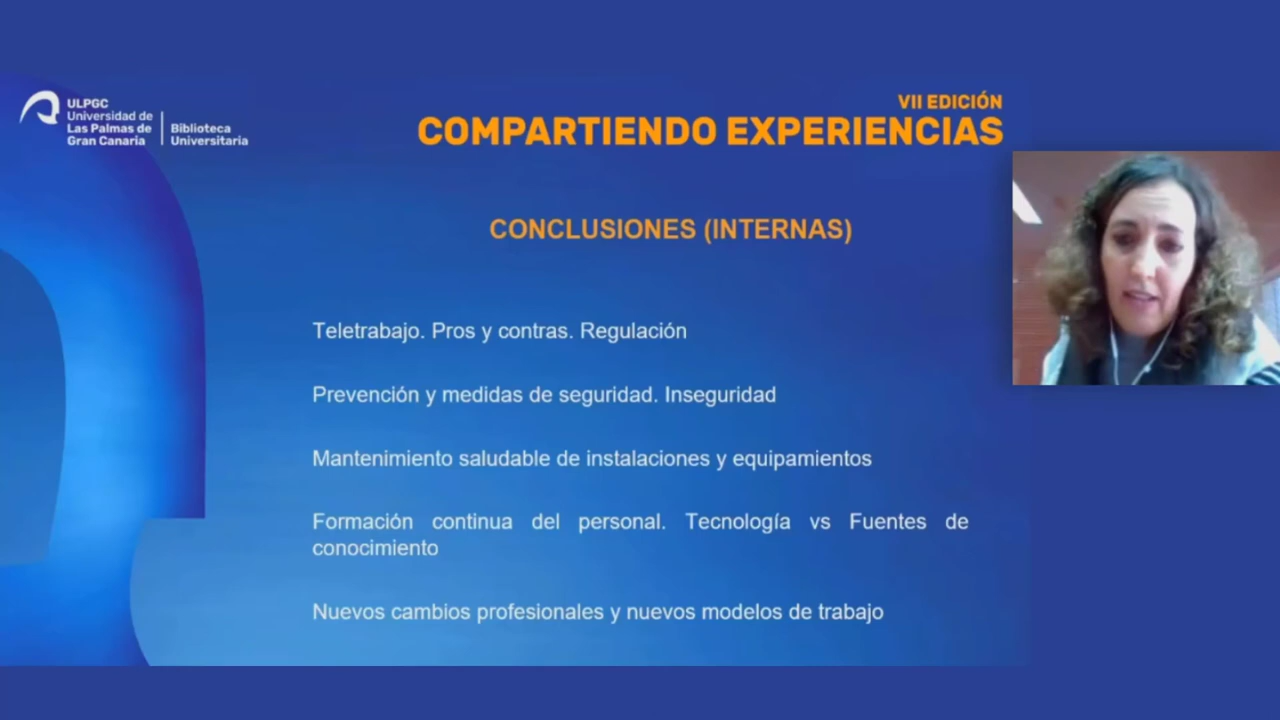 ULPGC
Universidad de
Las Palmas de
Gran Canaria
Biblioteca
Universitaria
VII EDICIÓN
COMPARTIENDO EXPERIENCIAS
CONCLUSIONES (INTERNAS)
Teletrabajo. Pros y contras. Regulación
Prevención y medidas de seguridad. Inseguridad
Mantenimiento saludable de instalaciones y equipamientos
Formación continua del personal. Tecnología vs Fuentes de
conocimiento
Nuevos cambios profesionales y nuevos modelos de trabajo